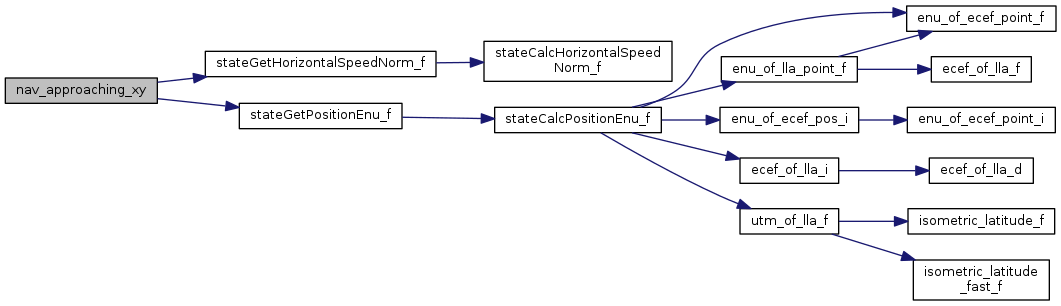 nav_approaching_xy
stateGetHorizontalSpeedNorm_f
stateCalcHorizontalSpeed
Norm_f
stateGetPositionEnu_f
stateCalcPositionEnu_f
enu_of_ecef_point_f
enu_of_lla_point_f
ecef_of_lla_f
enu_of_ecef_pos_i
enu_of_ecef_point_i
ecef_of_lla_i
ecef_of_lla_d
utm_of_lla_f
isometric_latitude_f
isometric_latitude
_fast_f